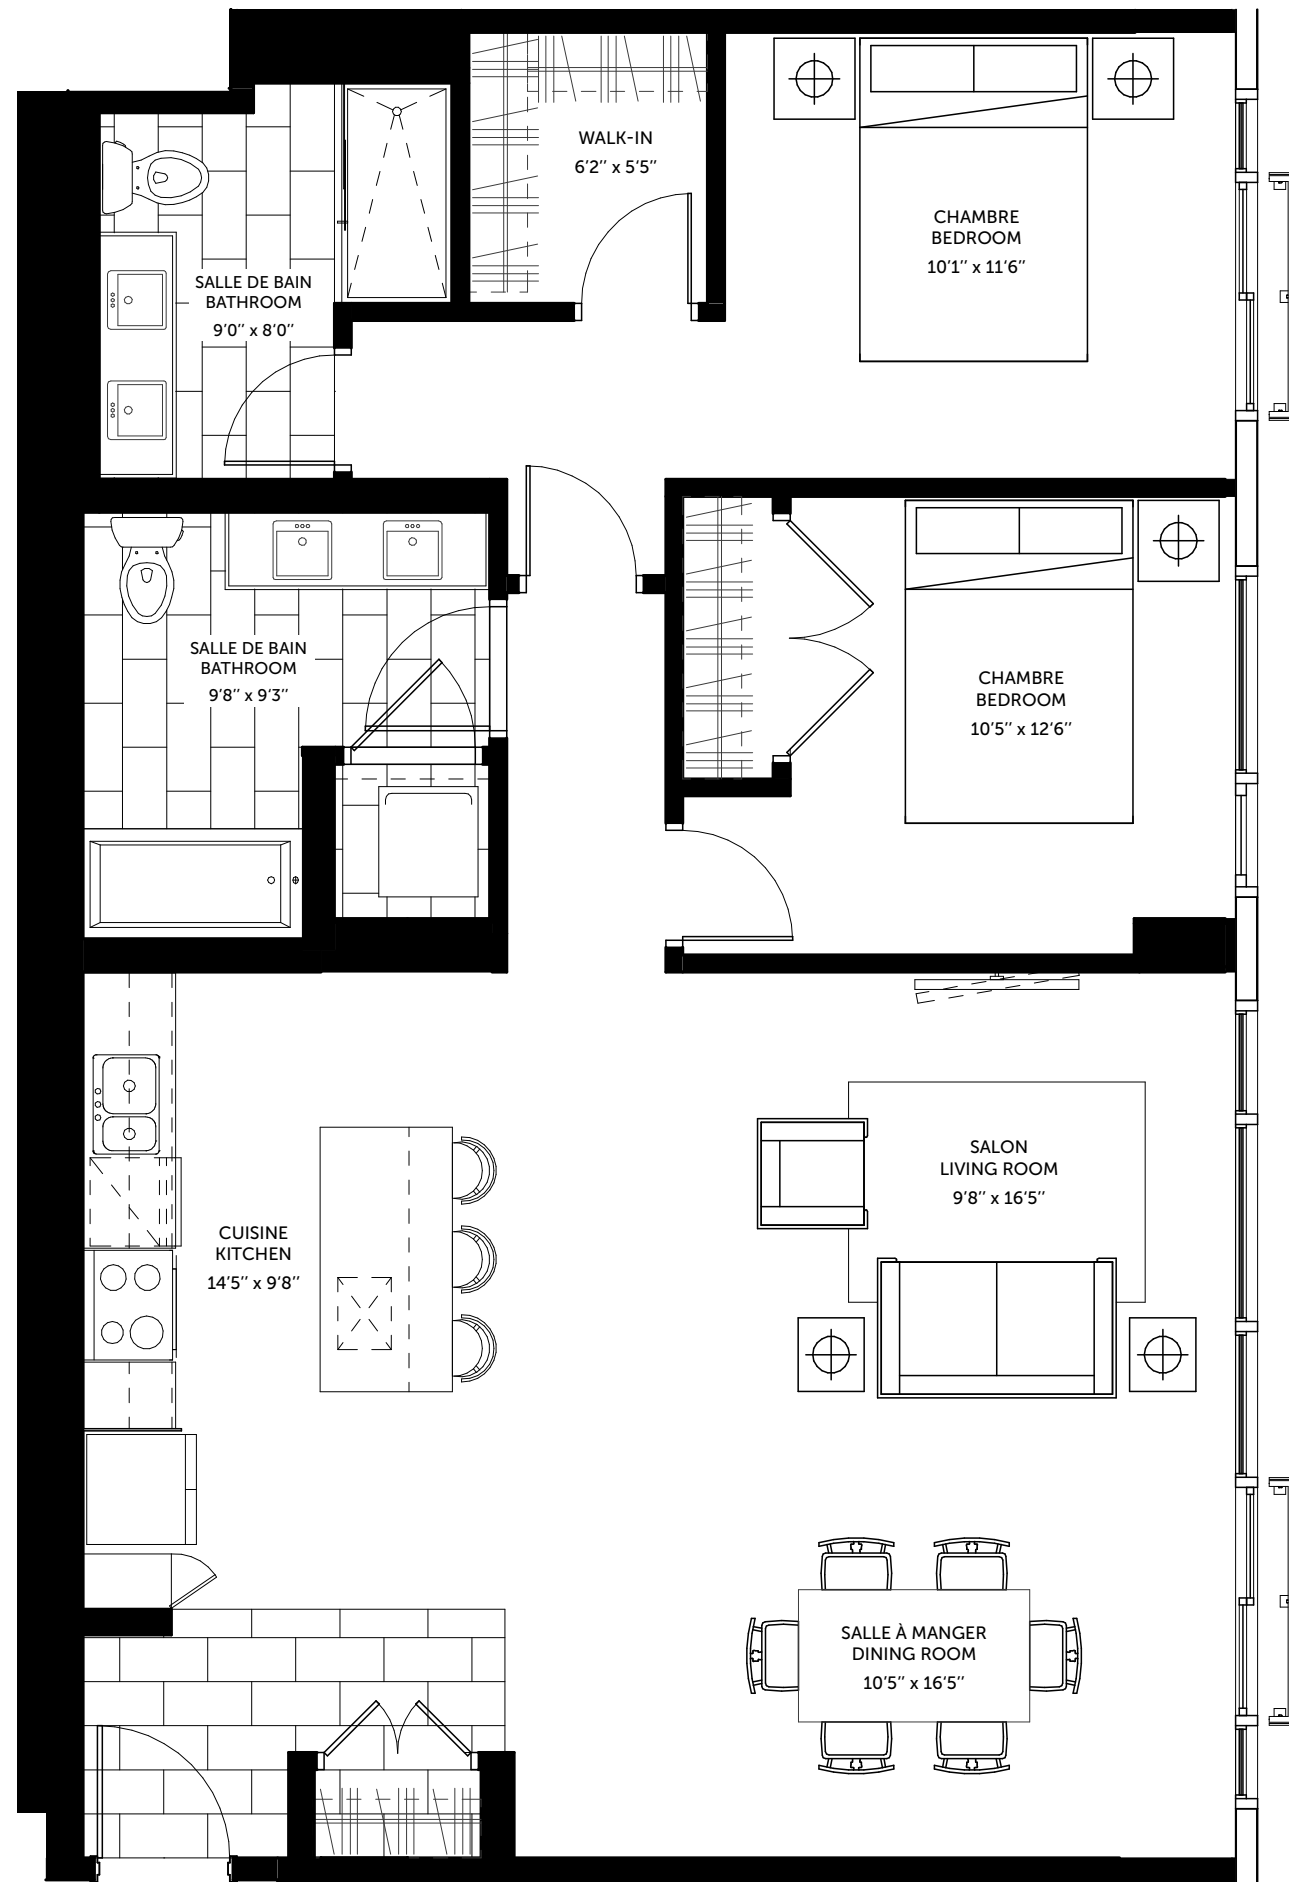 WALK-IN
6'2'' x 5'5''
CHAMBRE
BEDROOM
10'1'' x 11'6''
SALLE DE BAIN
BATHROOM
9'0'' x 8'0''
SALLE DE BAIN
BATHROOM
9'8'' x 9'3''
CHAMBRE
BEDROOM
10'5'' x 12'6''
SALON
LIVING ROOM
9'8'' x 16'5''
CUISINE
KITCHEN
14'5'' x 9'8''
SALLE À MANGER
DINING ROOM
10'5'' x 16'5''